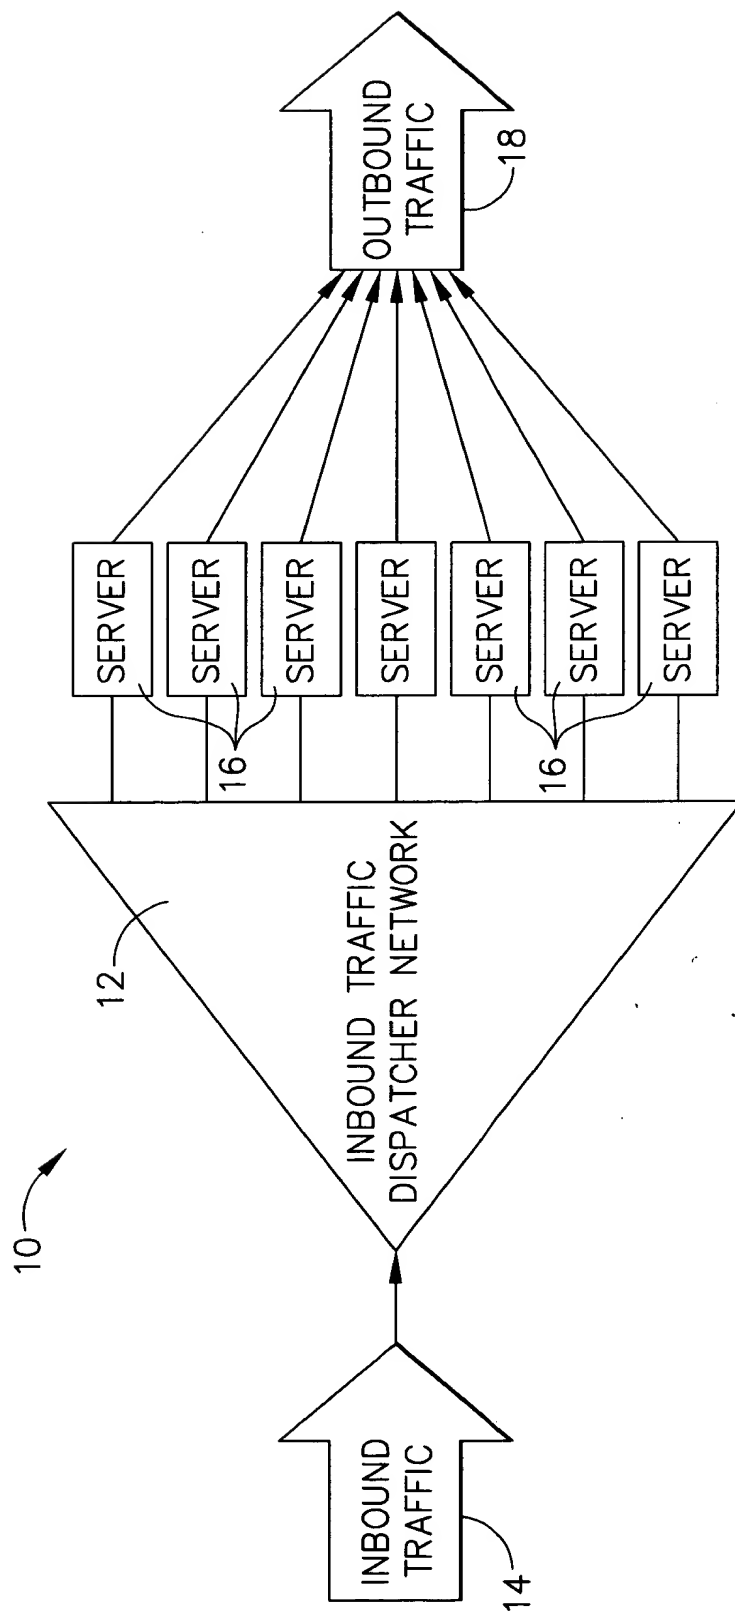 10
INBOUND
TRAFFIC
14
INBOUND TRAFFIC
DISPATCHER NETWORK
12
SERVER
SERVER
SERVER
SERVER
SERVER
SERVER
SERVER
16
16
OUTBOUND
TRAFFIC
18